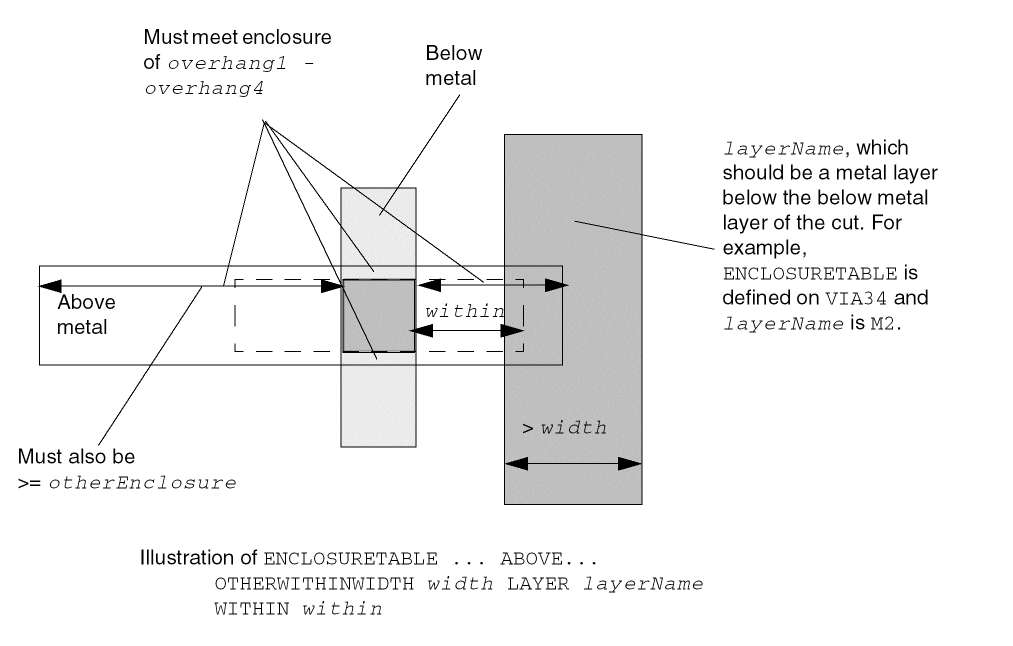 Must meet enclosure
of overhang1 -
overhang4
Below
metal
layerName, which
should be a metal layer
below the below metal
layer of the cut. For
example,
ENCLOSURETABLE is
defined on VIA34 and
layerName is M2.
Above
metal
within
> width
Must also be
>= otherEnclosure
Illustration of ENCLOSURETABLE ... ABOVE...
OTHERWITHINWIDTH width LAYER layerName
WITHIN within